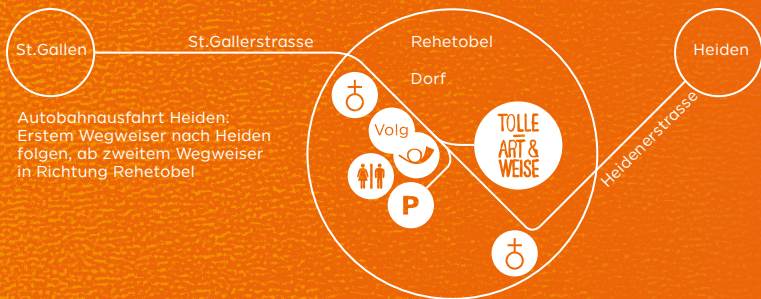 St.Gallen
St.Gallerstrasse
Rehetobel
Dorf
Heiden
Autobahnausfahrt Heiden:
Erstem Wegweiser nach Heiden
folgen, ab zweitem Wegweiser
in Richtung Rehetobel
Volg
P
TOLLE
ART &
WEISE
Heidenerstrasse